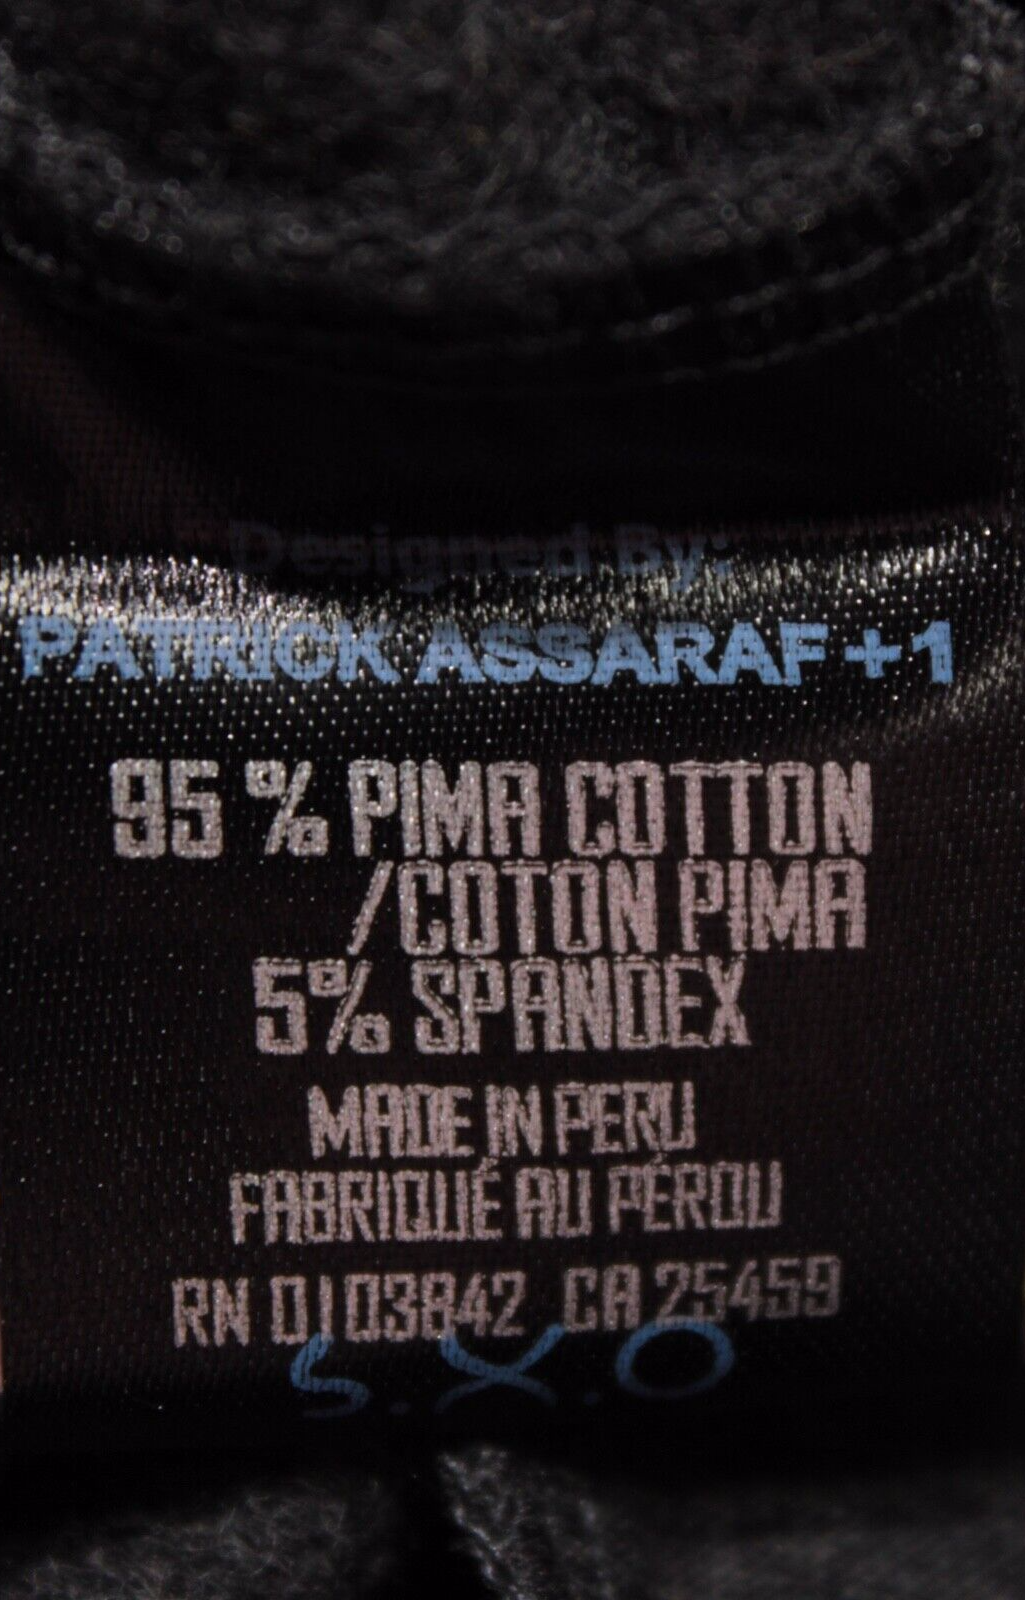 Designed By:
PATRICK ASSARAF +1
95 % PIMA COTTON
/COTON PIMA
5% SPANDEX
MADE IN PERU
FABRIQUÉ AU PÉROU
RN 0103842 CA 25459
S.X.O